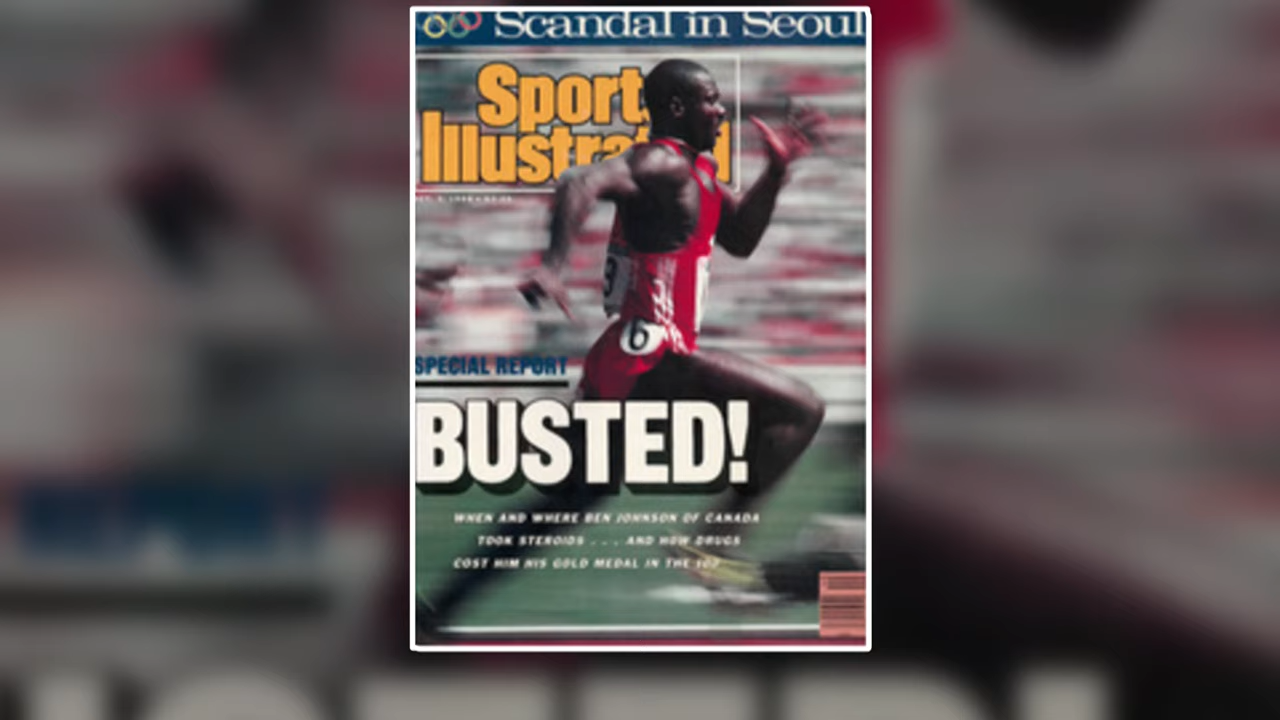 Scandal in Seoul
Sports
Illustrated
SPECIAL REPORT
BUSTED!
WHEN AND WHERE BEN JOHNSON OF CANADA
TOOK STEROIDS . . . AND HOW DRUGS
COST HIM HIS GOLD MEDAL IN THE 100
6